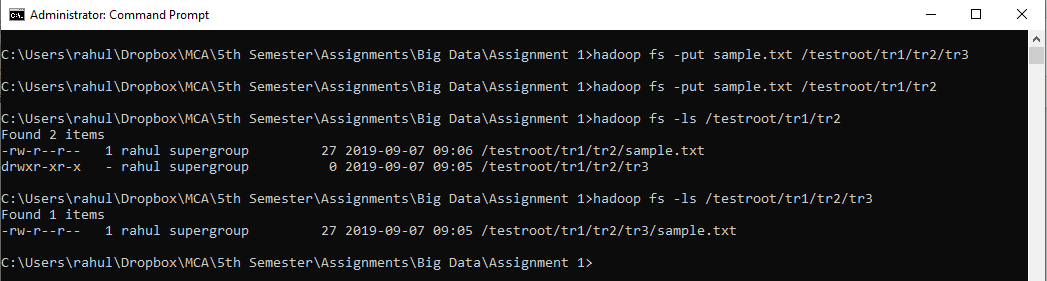 Administrator: Command Prompt
C:\Users\rahul\Dropbox\MCA\5th Semester\Assignments\Big Data\Assignment 1>hadoop fs -put sample.txt /testroot/tr1/tr2/tr3
C:\Users\rahul\Dropbox\MCA\5th Semester\Assignments\Big Data\Assignment 1>hadoop fs -put sample.txt /testroot/tr1/tr2
C:\Users\rahul\Dropbox\MCA\5th Semester\Assignments\Big Data\Assignment 1>hadoop fs -ls /testroot/tr1/tr2
Found 2 items
-rw-r--r--   1 rahul supergroup         27 2019-09-07 09:06 /testroot/tr1/tr2/sample.txt
drwxr-xr-x   - rahul supergroup          0 2019-09-07 09:05 /testroot/tr1/tr2/tr3
C:\Users\rahul\Dropbox\MCA\5th Semester\Assignments\Big Data\Assignment 1>hadoop fs -ls /testroot/tr1/tr2/tr3
Found 1 items
-rw-r--r--   1 rahul supergroup         27 2019-09-07 09:05 /testroot/tr1/tr2/tr3/sample.txt
C:\Users\rahul\Dropbox\MCA\5th Semester\Assignments\Big Data\Assignment 1>